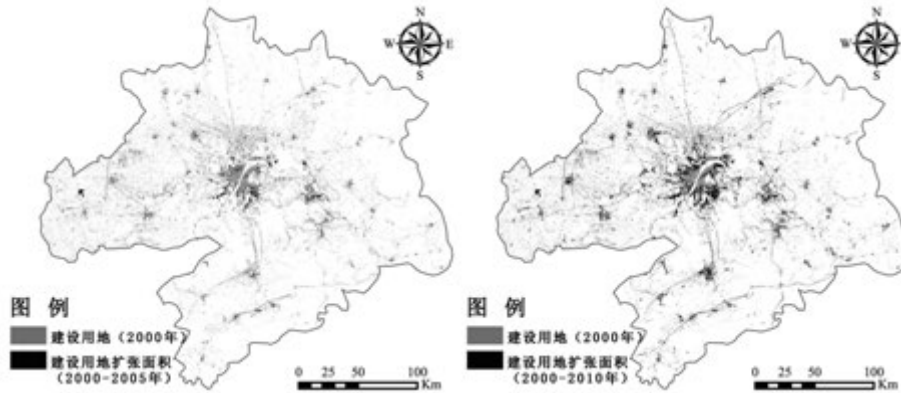 N
W E
S
图 例
建设用地（2000年）
建设用地扩张面积
（2000-2005年）
0 25 50 100
Km
N
W E
S
图 例
建设用地（2000年）
建设用地扩张面积
（2000-2010年）
0 25 50 100
Km